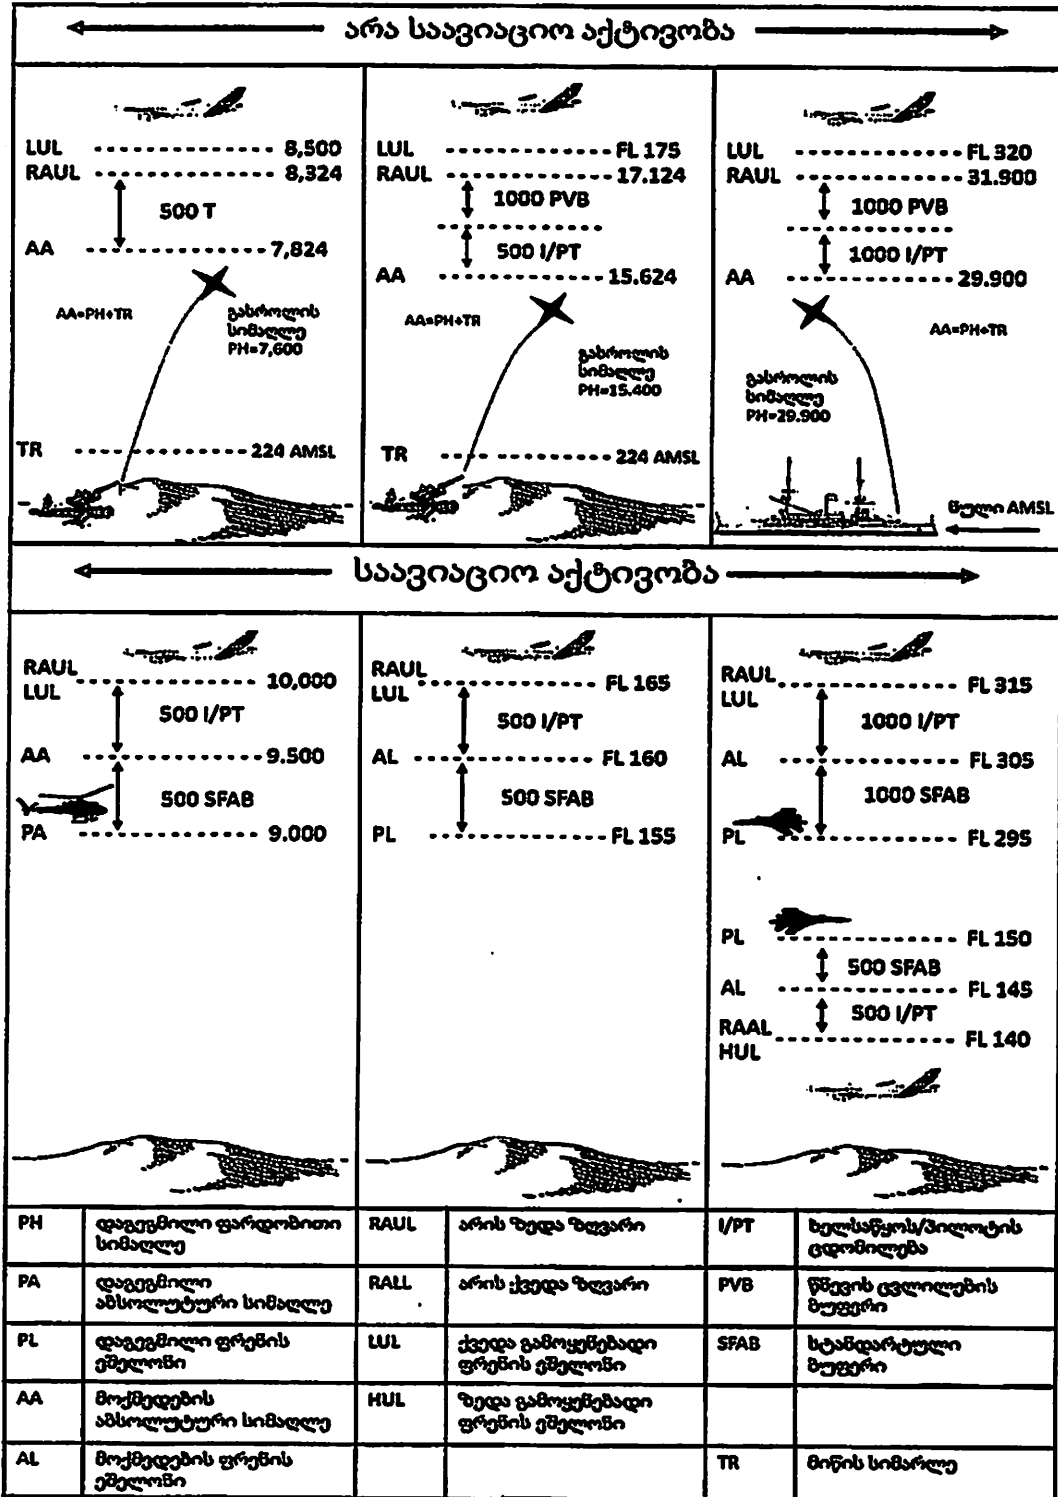 არა საავიაციო აქტივობა
LUL 8,500
RAUL 8,324
500 T
AA 7,824
AA=PH+TR
გასროლის
სიმაღლე
PH=7,600
TR 224 AMSL
LUL FL 175
RAUL 17.124
1000 PVB
500 I/PT
AA 15.624
AA=PH+TR
გასროლის
სიმაღლე
PH=15.400
TR 224 AMSL
LUL FL 320
RAUL 31.900
1000 PVB
1000 I/PT
AA 29.900
AA=PH+TR
გასროლის
სიმაღლე
PH=29.900
ნული AMSL
საავიაციო აქტივობა
RAUL
LUL 10,000
500 I/PT
AA 9.500
500 SFAB
PA 9.000
RAUL
LUL FL 165
500 I/PT
AL FL 160
500 SFAB
PL FL 155
RAUL
LUL FL 315
1000 I/PT
AL FL 305
1000 SFAB
PL FL 295
PL FL 150
500 SFAB
AL FL 145
500 I/PT
RAAL
HUL FL 140
PH დაგეგმილი ფარდობითი
სიმაღლე
RAUL არის ზედა ზღვარი
I/PT ხელსაწყოს/პილოტის
ცდომილება
PA დაგეგმილი
აბსოლუტური სიმაღლე
RALL არის ქვედა ზღვარი
PVB წნევის ცვლილების
ბუფერი
PL დაგეგმილი ფრენის
ეშელონი
LUL ქვედა გამოყენებადი
ფრენის ეშელონი
SFAB სტანდარტული
ბუფერი
AA მოქმედების
აბსოლუტური სიმაღლე
HUL ზედა გამოყენებადი
ფრენის ეშელონი
AL მოქმედების ფრენის
ეშელონი
TR მიწის სიმარლე